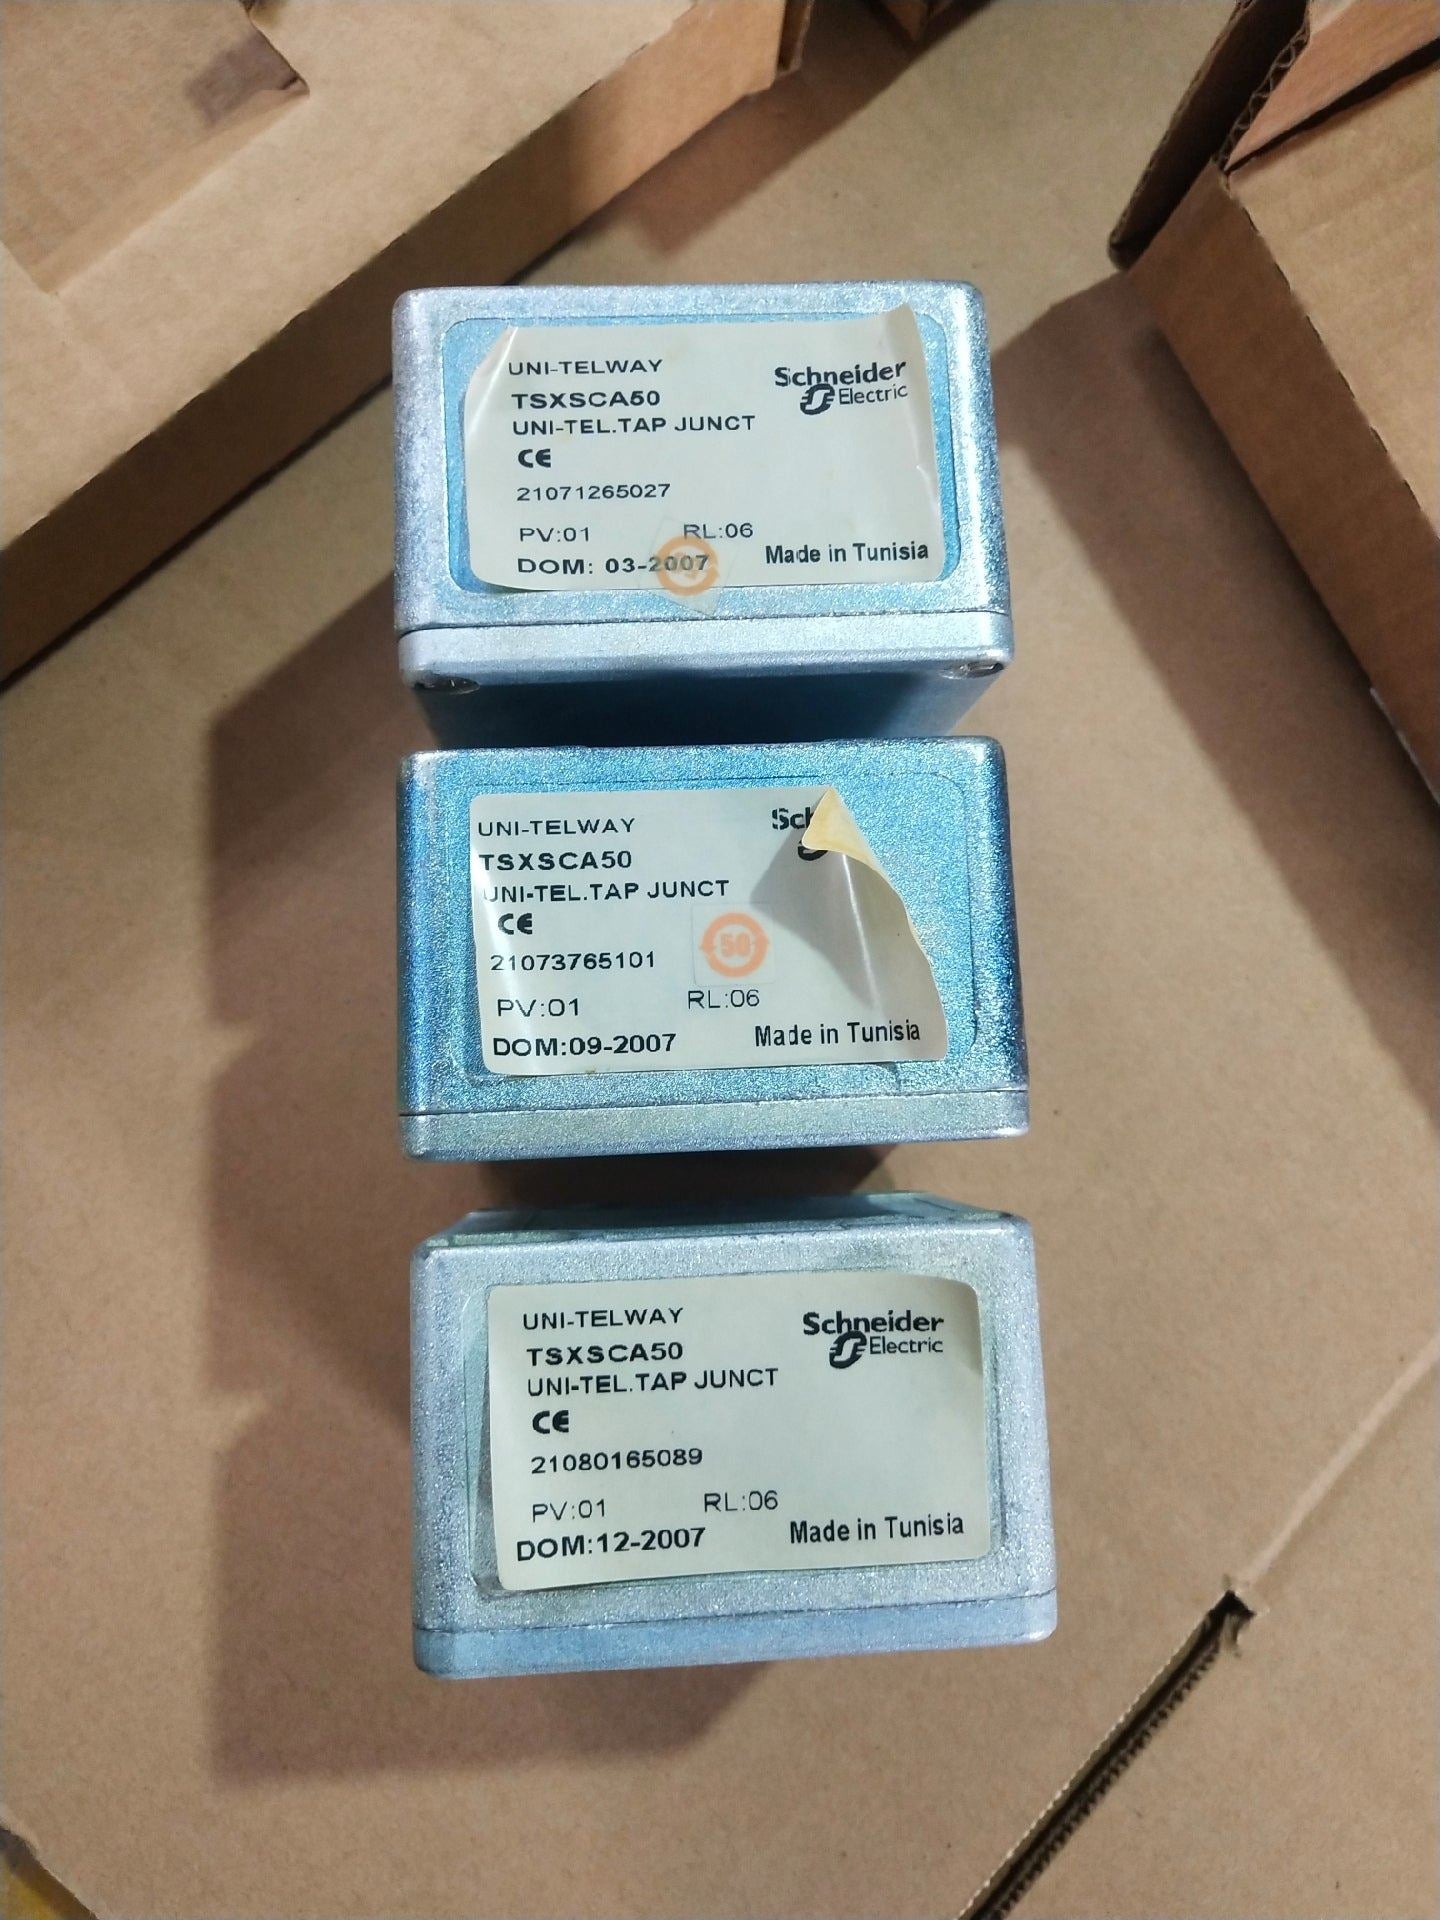 UNI-TELWAY
Schneider
Electric
TSXSCA50
UNI-TEL.TAP JUNCT
CE
21071265027
PV:01 RL:06
DOM: 03-2007 Made in Tunisia
UNI-TELWAY
Sch
TSXSCA50
UNI-TEL.TAP JUNCT
CE
50
21073765101
PV:01 RL:06
DOM:09-2007 Made in Tunisia
UNI-TELWAY
Schneider
Electric
TSXSCA50
UNI-TEL.TAP JUNCT
CE
21080165089
PV:01 RL:06
DOM:12-2007 Made in Tunisia